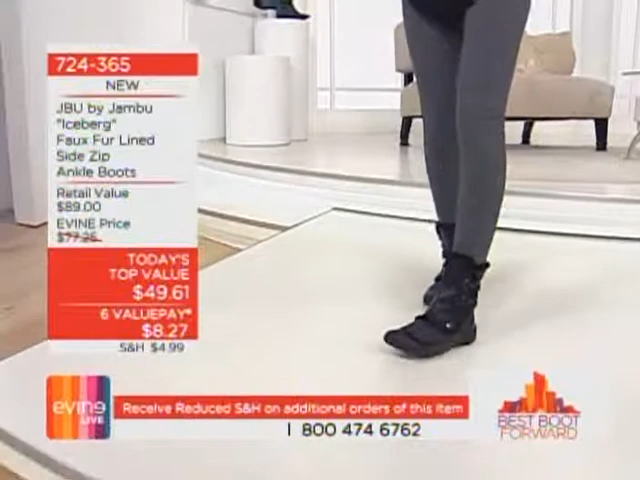 724-365
NEW
JBU by Jambu
"Iceberg"
Faux Fur Lined
Side Zip
Ankle Boots
Retail Value
$89.00
EVINE Price
$77.25
TODAY'S
TOP VALUE
$49.61
6 VALUEPAY®
$8.27
S&H $4.99
evine
LIVE
Receive Reduced S&H on additional orders of this item
1 800 474 6762
BEST BOOT
FORWARD